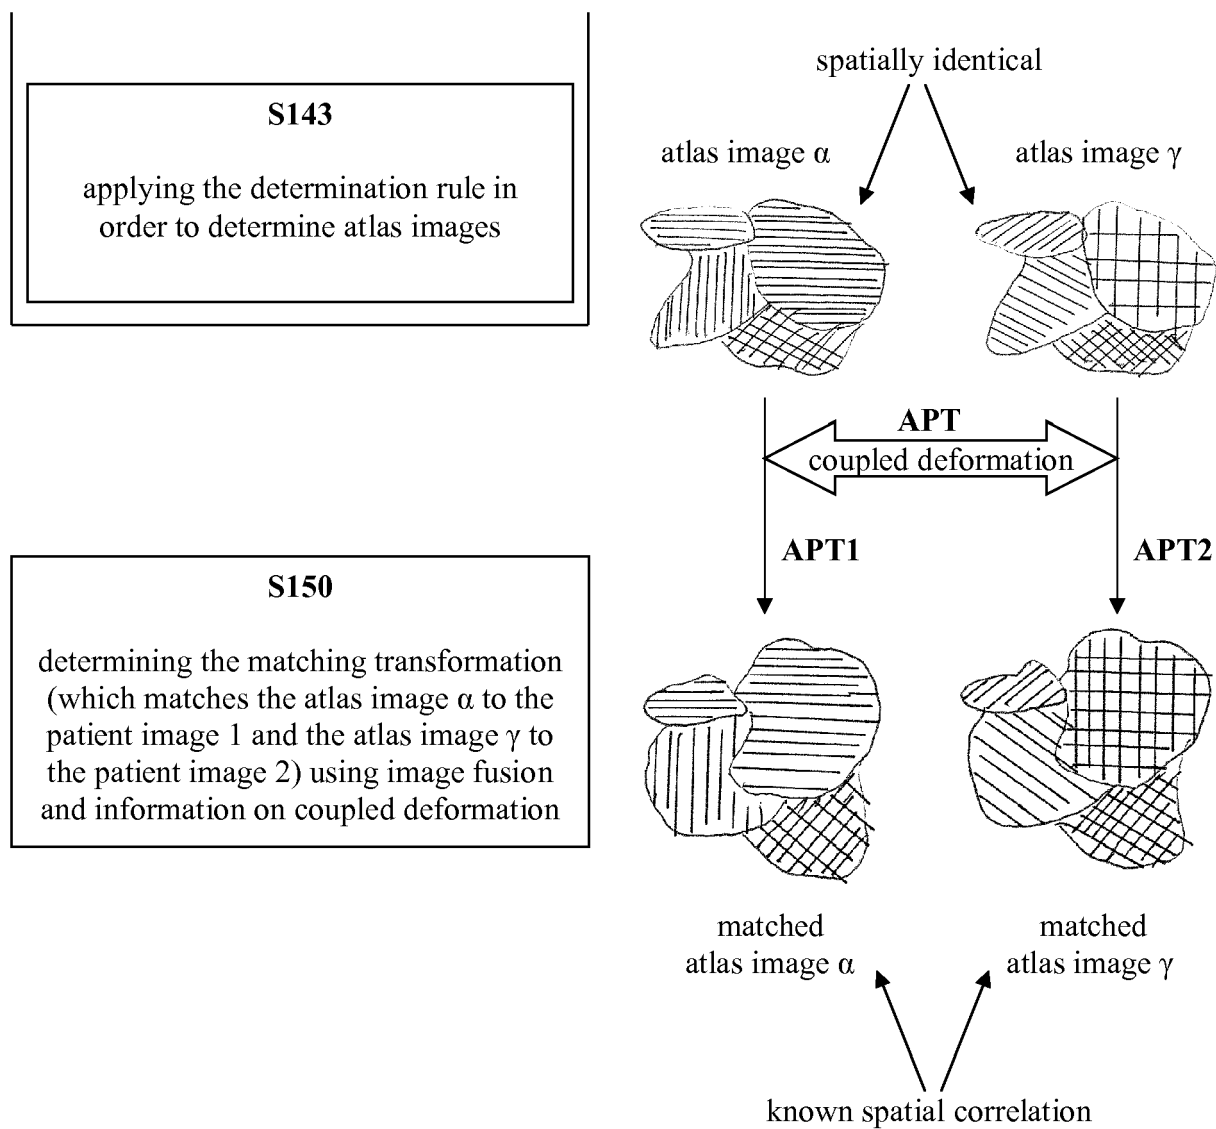 S143
applying the determination rule in
order to determine atlas images
spatially identical
atlas image α
atlas image γ
APT
coupled deformation
APT1
APT2
S150
determining the matching transformation
(which matches the atlas image α to the
patient image 1 and the atlas image γ to
the patient image 2) using image fusion
and information on coupled deformation
matched
atlas image α
matched
atlas image γ
known spatial correlation